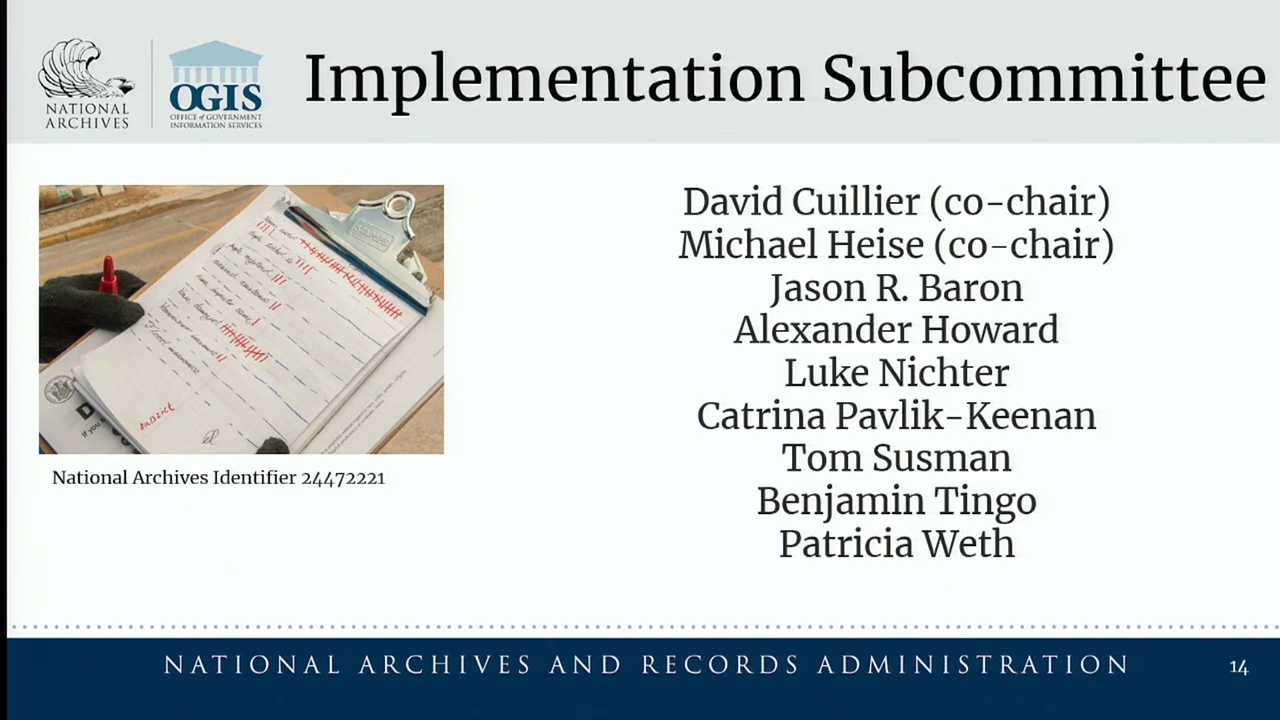 NATIONAL
ARCHIVES
OGIS
OFFICE of GOVERNMENT
INFORMATION SERVICES
Implementation Subcommittee
David Cuillier (co-chair)
Michael Heise (co-chair)
Jason R. Baron
Alexander Howard
Luke Nichter
Catrina Pavlik-Keenan
Tom Susman
Benjamin Tingo
Patricia Weth
National Archives Identifier 24472221
NATIONAL ARCHIVES AND RECORDS ADMINISTRATION
14